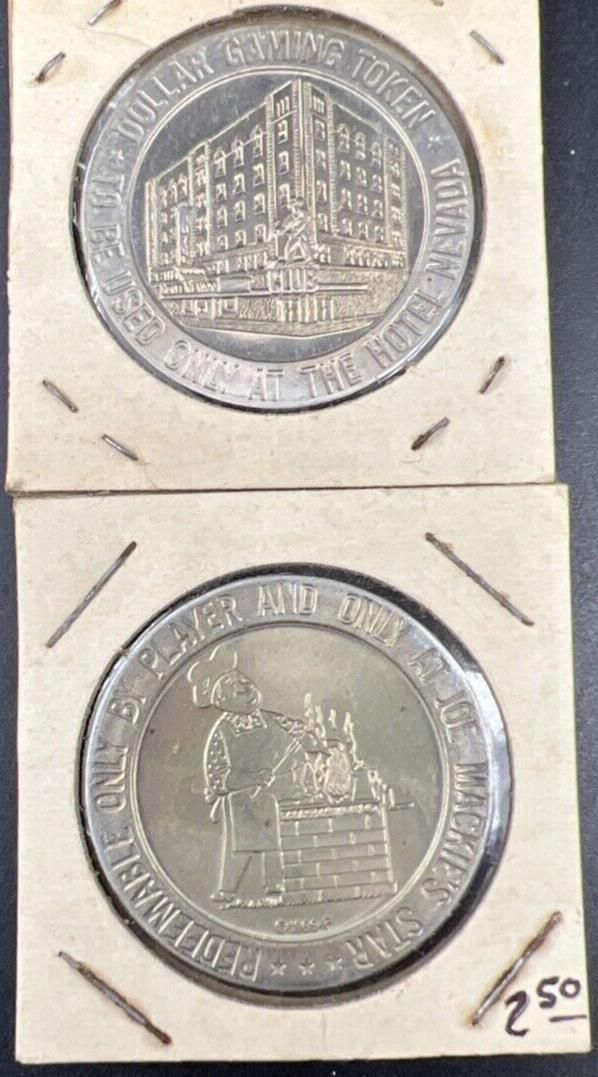 DOLLAR GAMING TOKEN * NEVADA
TO BE USED ONLY AT THE HOTEL
CLUB
REDEEMABLE ONLY BY PLAYER AND ONLY AT JOE MACKIE'S STAR ***
2 50